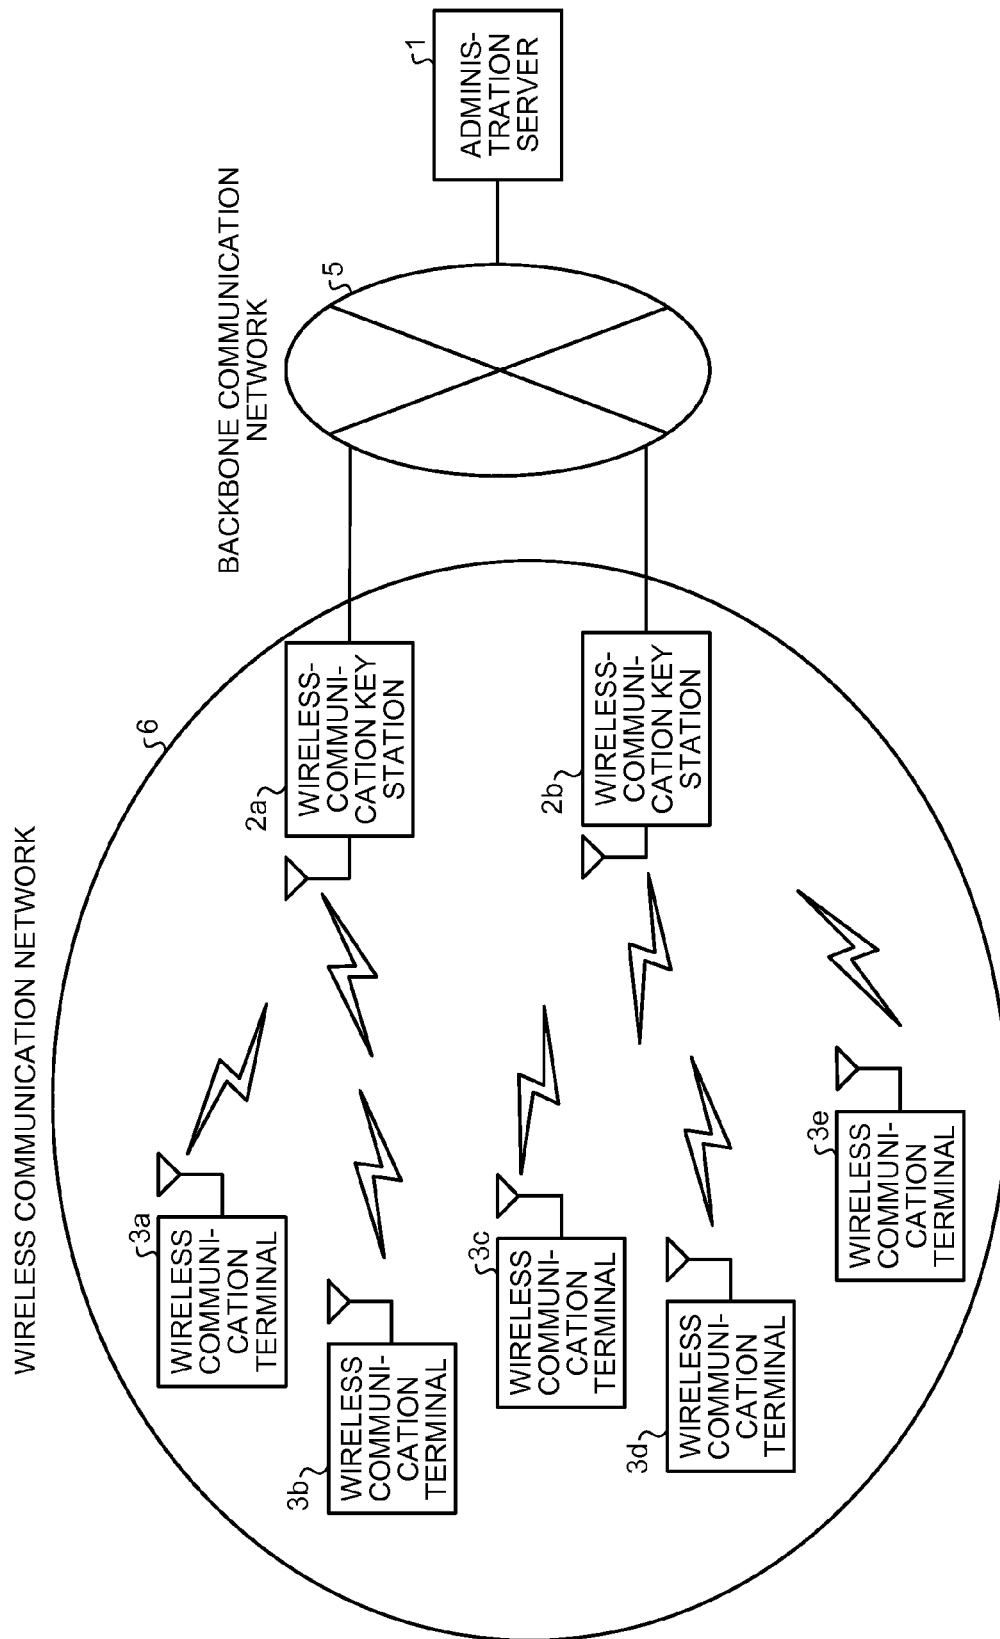 WIRELESS COMMUNICATION NETWORK
6
BACKBONE COMMUNICATION
NETWORK
5
1
ADMINIS-
TRATION
SERVER
2a
WIRELESS-
COMMUNI-
CATION KEY
STATION
2b
WIRELESS-
COMMUNI-
CATION KEY
STATION
3a
WIRELESS
COMMUNI-
CATION
TERMINAL
3b
WIRELESS
COMMUNI-
CATION
TERMINAL
3c
WIRELESS
COMMUNI-
CATION
TERMINAL
3d
WIRELESS
COMMUNI-
CATION
TERMINAL
3e
WIRELESS
COMMUNI-
CATION
TERMINAL